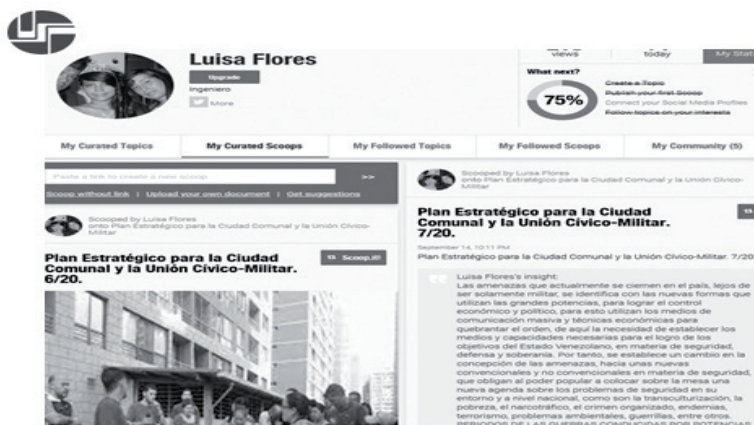 Luisa Flores
Upgrade
Ingeniero
More
views
today
My Stat
What next?
75%
Create a Topic
Publish your first Scoop
Connect your Social Media Profiles
Follow topics on your interests
My Curated Topics
My Curated Scoops
My Followed Topics
My Followed Scoops
My Community (5)
Paste a link to create a new scoop
>>
Scoop without link | Upload your own document | Get suggestions
Scooped by Luisa Flores
onto Plan Estratégico para la Ciudad Comunal y la Unión Cívico-
Militar
Plan Estratégico para la Ciudad
Comunal y la Unión Cívico-Militar.
6/20.
Scoop.it!
Scooped by Luisa Flores
onto Plan Estratégico para la Ciudad Comunal y la Unión Cívico-
Militar
Plan Estratégico para la Ciudad
Comunal y la Unión Cívico-Militar.
7/20.
September 14, 10:11 PM
Plan Estratégico para la Ciudad Comunal y la Unión Cívico-Militar. 7/20
Luisa Flores's insight:
Las amenazas que actualmente se ciernen en el país, lejos de
ser solamente militar, se identifica con las nuevas formas que
utilizan las grandes potencias, para lograr el control
económico y político, para esto utilizan los medios de
comunicación masiva y técnicas económicas para
quebrantar el orden, de aquí la necesidad de establecer los
medios y capacidades necesarias para el logro de los
objetivos del Estado Venezolano, en materia de seguridad,
defensa y soberanía. Por tanto, se establece un cambio en la
concepción de las amenazas, hacia unas nuevas
convencionales y no convencionales en materia de seguridad,
que obligan al poder popular a colocar sobre la mesa una
nueva agenda sobre los problemas de seguridad en su
entorno y a nivel nacional, como son la transculturización, la
pobreza, el narcotráfico, el crimen organizado, endemias,
terrorismo, problemas ambientales, guerrillas, entre otros.
PERIODOS DE LAS GUERRAS CONDUCIDAS POR POTENCIAS